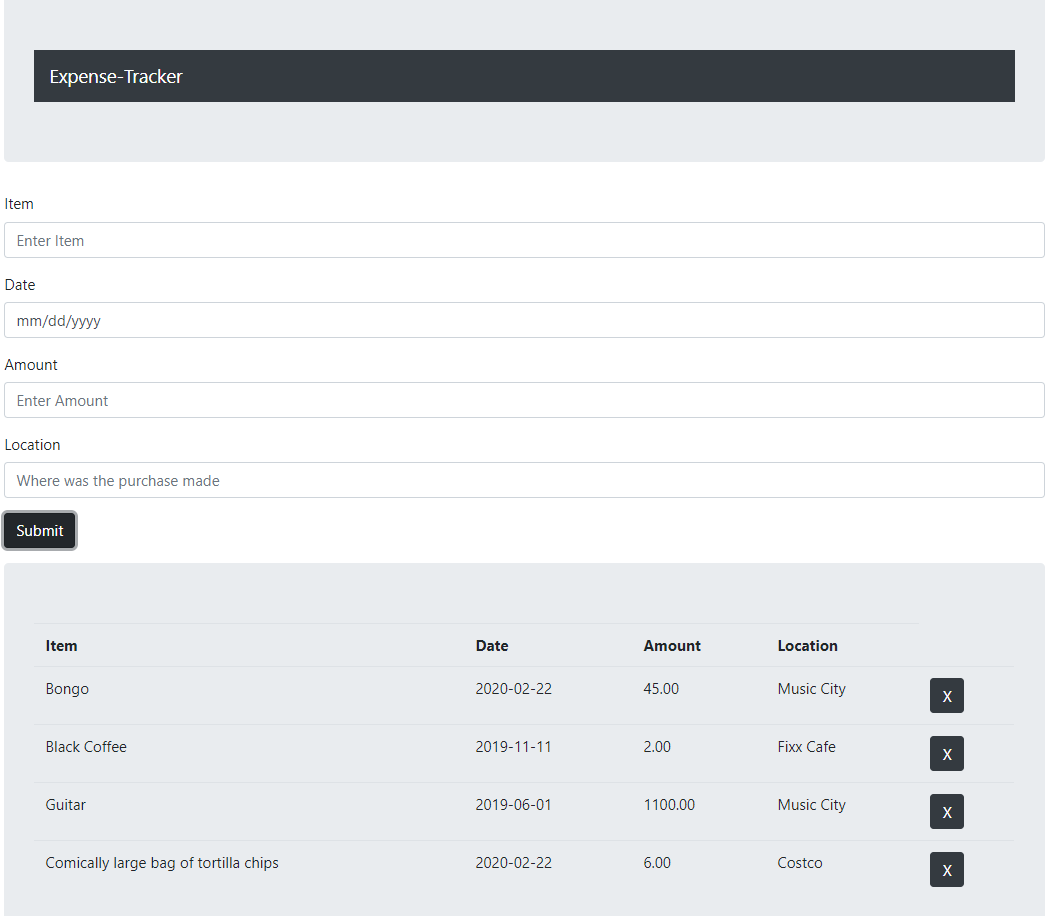 Expense-Tracker
Item
Enter Item
Date
mm/dd/yyyy
Amount
Enter Amount
Location
Where was the purchase made
Submit
Item Date Amount Location
Bongo 2020-02-22 45.00 Music City X
Black Coffee 2019-11-11 2.00 Fixx Cafe X
Guitar 2019-06-01 1100.00 Music City X
Comically large bag of tortilla chips 2020-02-22 6.00 Costco X